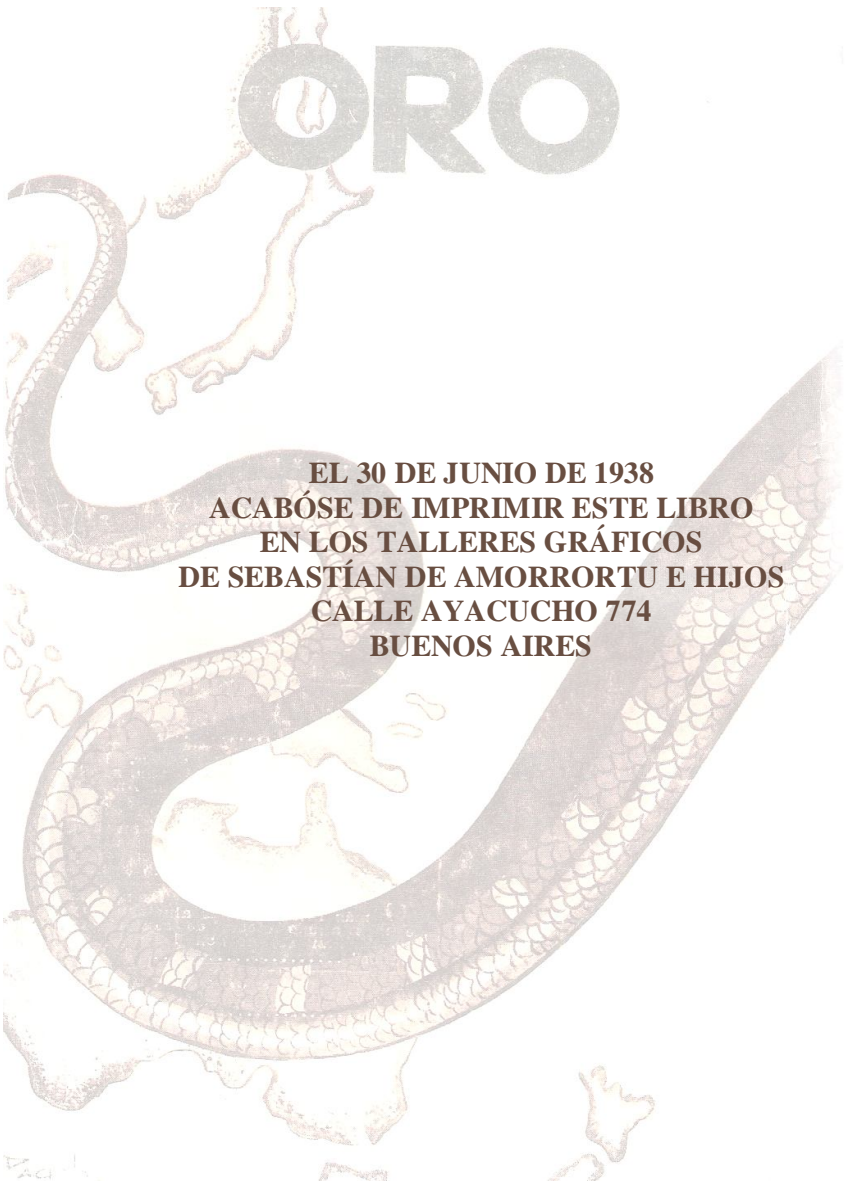 ORO
EL 30 DE JUNIO DE 1938
ACABÓSE DE IMPRIMIR ESTE LIBRO
EN LOS TALLERES GRÁFICOS
DE SEBASTÍAN DE AMORRORTU E HIJOS
CALLE AYACUCHO 774
BUENOS AIRES